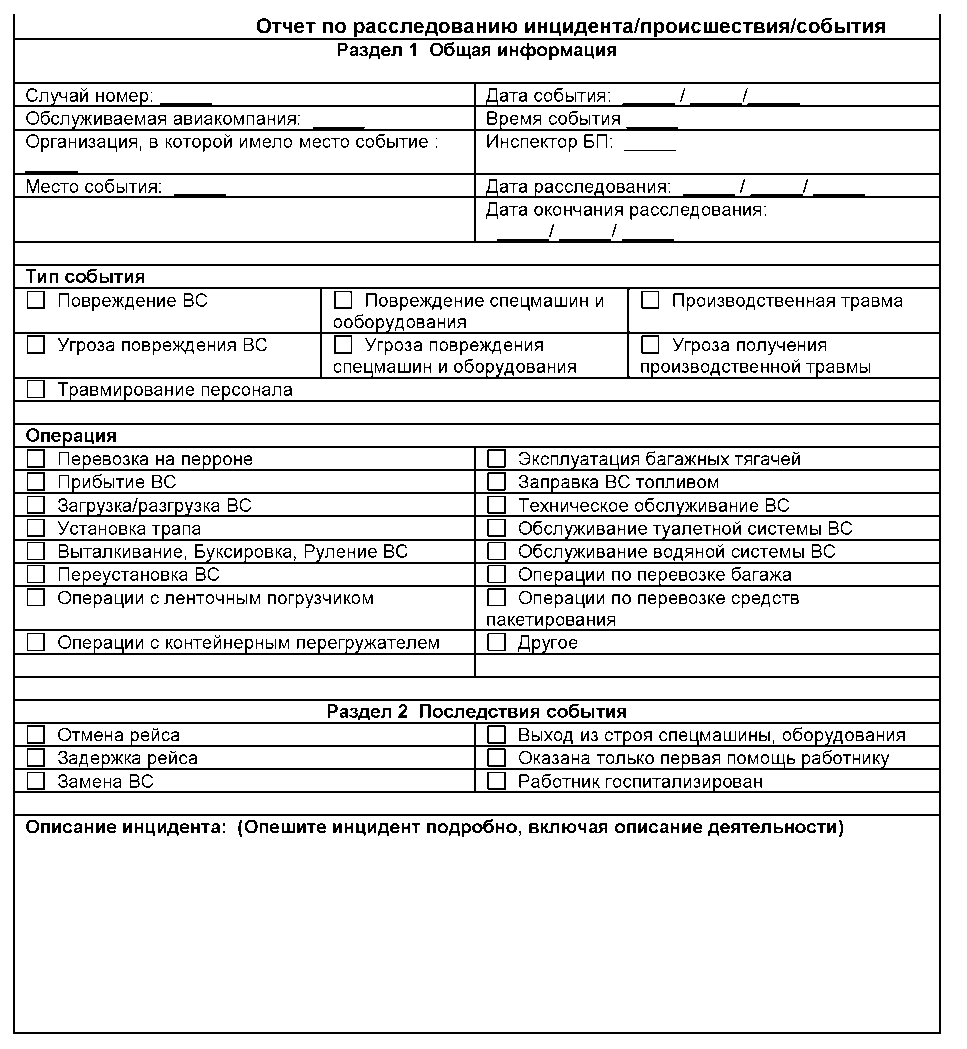 Отчет по расследованию инцидента/происшествия/события
Раздел 1 Общая информация
Случай номер: _____
Дата события: _____ / _____/_____
Обслуживаемая авиакомпания: _____
Время события _____
Организация, в которой имело место событие :
_____
Инспектор БП: _____
Место события: _____
Дата расследования: _____ / _____/ _____
Дата окончания расследования:
_____/ _____/ _____
Тип события
Повреждение ВС
Повреждение спецмашин и
ооборудования
Производственная травма
Угроза повреждения ВС
Угроза повреждения
спецмашин и оборудования
Угроза получения
производственной травмы
Травмирование персонала
Операция
Перевозка на перроне
Эксплуатация багажных тягачей
Прибытие ВС
Заправка ВС топливом
Загрузка/разгрузка ВС
Техническое обслуживание ВС
Установка трапа
Обслуживание туалетной системы ВС
Выталкивание, Буксировка, Руление ВС
Обслуживание водяной системы ВС
Переустановка ВС
Операции по перевозке багажа
Операции с ленточным погрузчиком
Операции по перевозке средств
пакетирования
Операции с контейнерным перегружателем
Другое
Раздел 2 Последствия события
Отмена рейса
Выход из строя спецмашины, оборудования
Задержка рейса
Оказана только первая помощь работнику
Замена ВС
Работник госпитализирован
Описание инцидента: (Опешите инцидент подробно, включая описание деятельности)